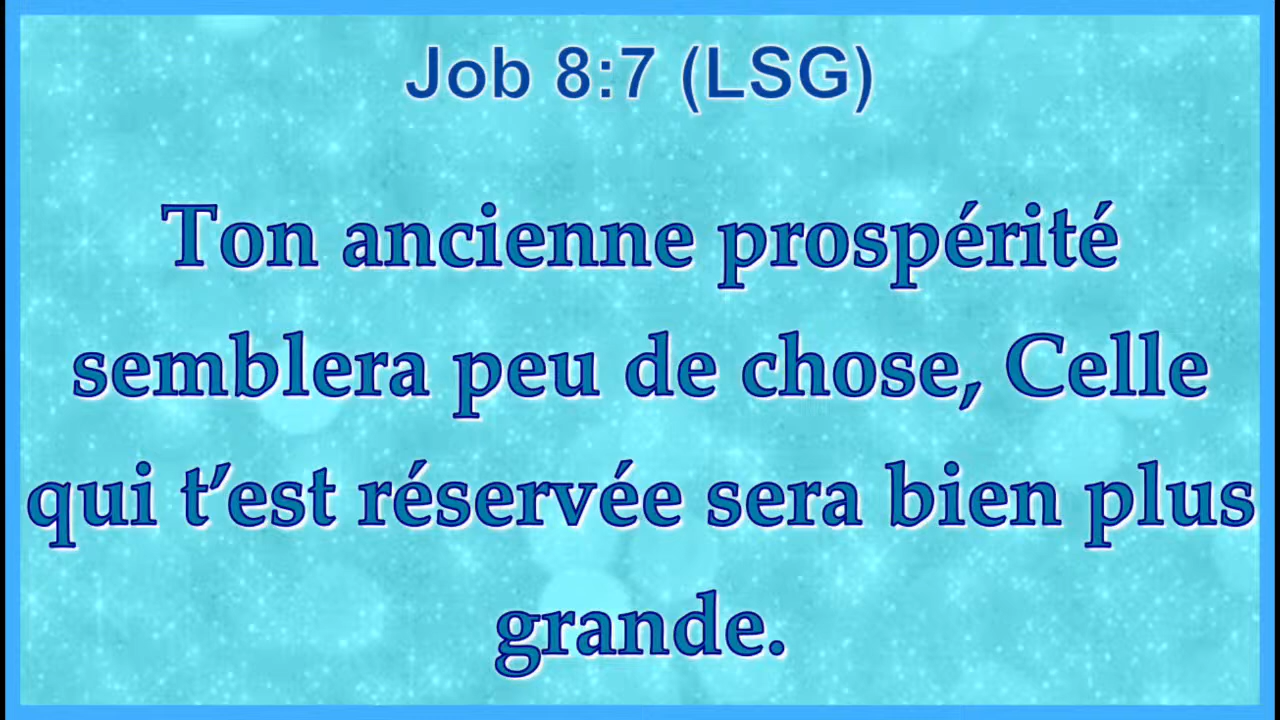 Job 8:7 (LSG)
Ton ancienne prospérité
semblera peu de chose, Celle
qui t’est réservée sera bien plus
grande.